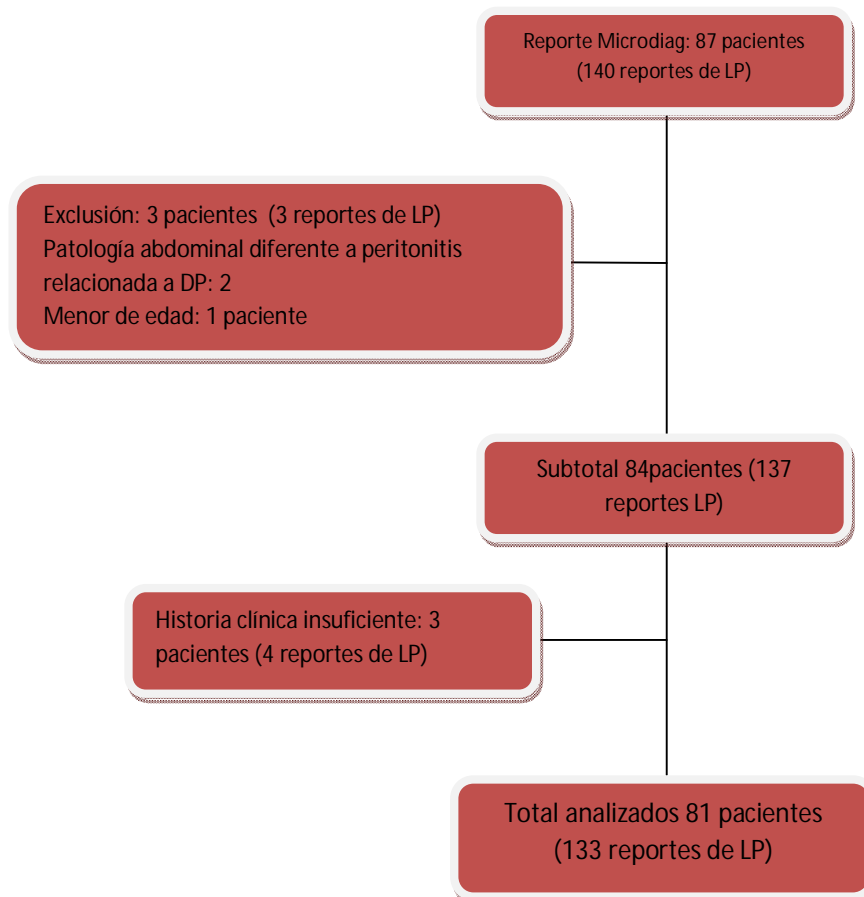 Reporte Microdiag: 87 pacientes
(140 reportes de LP)
Exclusión: 3 pacientes (3 reportes de LP)
Patología abdominal diferente a peritonitis
relacionada a DP: 2
Menor de edad: 1 paciente
Subtotal 84pacientes (137
reportes LP)
Historia clínica insuficiente: 3
pacientes (4 reportes de LP)
Total analizados 81 pacientes
(133 reportes de LP)